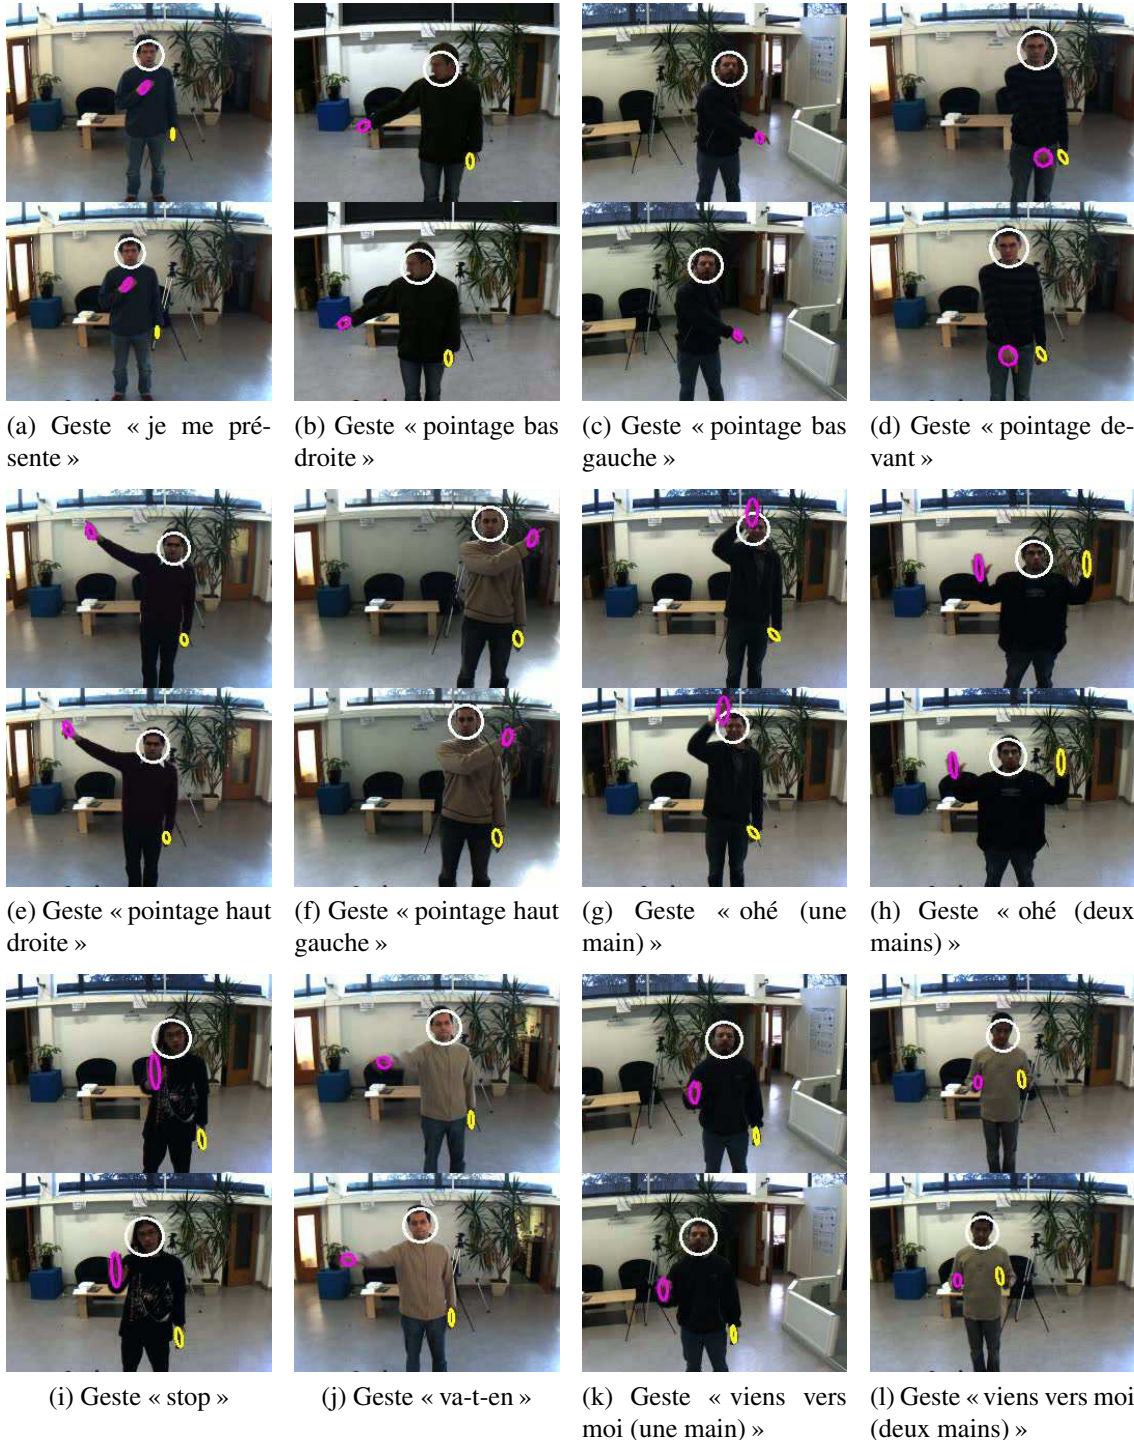 (a) Geste « je me pré-
sente »
(b) Geste « pointage bas
droite »
(c) Geste « pointage bas
gauche »
(d) Geste « pointage de-
vant »
(e) Geste « pointage haut
droite »
(f) Geste « pointage haut
gauche »
(g) Geste « ohé (une
main) »
(h) Geste « ohé (deux
mains) »
(i) Geste « stop »
(j) Geste « va-t-en »
(k) Geste « viens vers
moi (une main) »
(l) Geste « viens vers moi
(deux mains) »